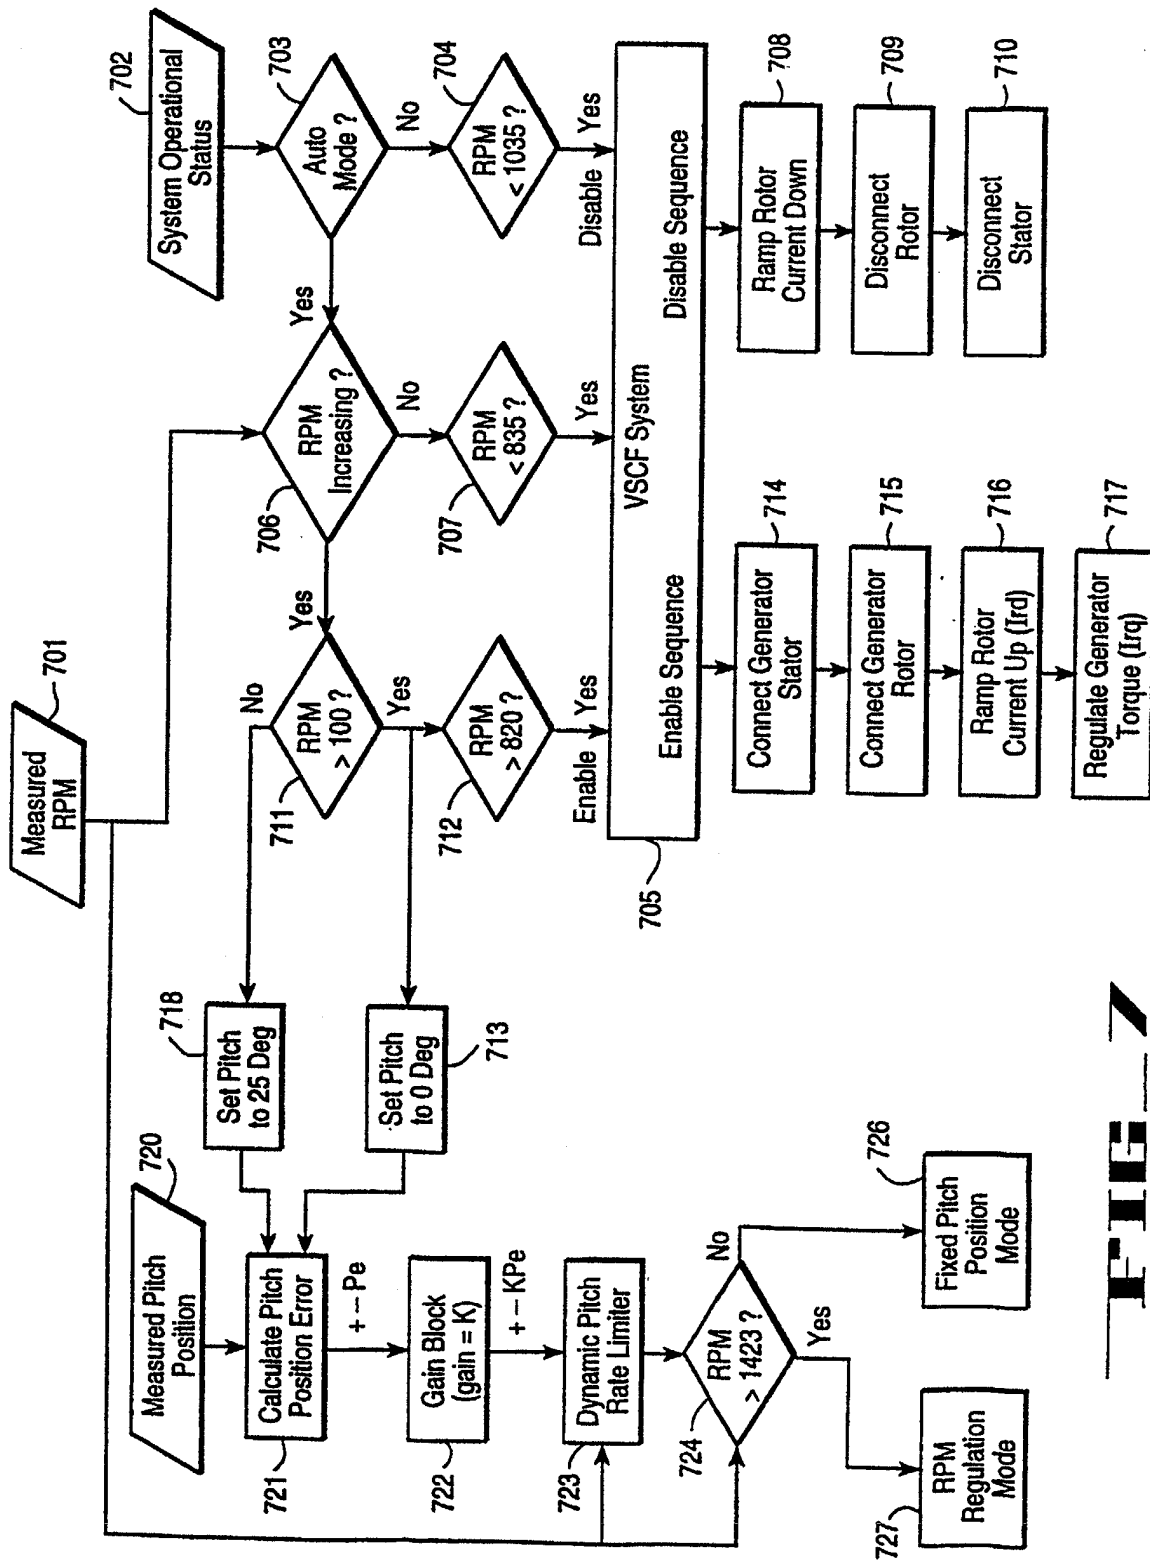 Measured
RPM
701
System Operational
Status
702
Measured Pitch
Position
720
Auto
Mode ?
703
No
Yes
RPM
< 1035 ?
704
Yes
Disable
RPM
Increasing ?
706
No
Yes
RPM
< 835 ?
707
Yes
RPM
> 100 ?
711
No
Yes
RPM
> 820 ?
712
Yes
Enable
VSCF System
Enable Sequence
Disable Sequence
705
Ramp Rotor
Current Down
708
Disconnect
Rotor
709
Disconnect
Stator
710
Connect Generator
Stator
714
Connect Generator
Rotor
715
Ramp Rotor
Current Up (Ird)
716
Regulate Generator
Torque (Irq)
717
Set Pitch
to 25 Deg
718
Set Pitch
to 0 Deg
713
Calculate Pitch
Position Error
721
+ -- Pe
Gain Block
(gain = K)
722
+ -- KPe
Dynamic Pitch
Rate Limiter
723
RPM
> 1423 ?
724
No
Yes
Fixed Pitch
Position
Mode
726
RPM
Regulation
Mode
727
FIG_7